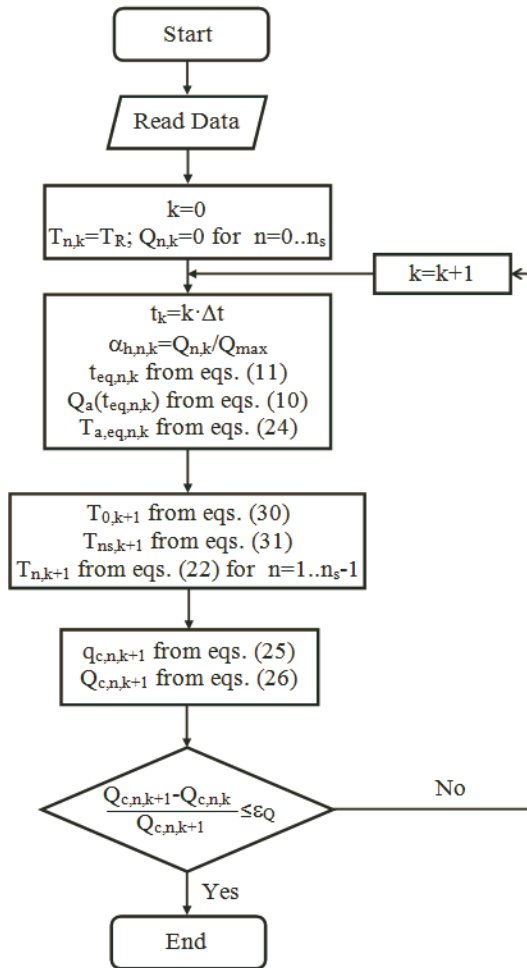 Start
Read Data
k=0
Tn,k=TR; Qn,k=0 for n=0..ns
k=k+1
tk=k·Δt
αh,n,k=Qn,k/Qmax
teq,n,k from eqs. (11)
Qa(teq,n,k) from eqs. (10)
Ta,eq,n,k from eqs. (24)
T0,k+1 from eqs. (30)
Tns,k+1 from eqs. (31)
Tn,k+1 from eqs. (22) for n=1..ns-1
qc,n,k+1 from eqs. (25)
Qc,n,k+1 from eqs. (26)
Qc,n,k+1-Qc,n,k
Qc,n,k+1
≤εQ
No
Yes
End